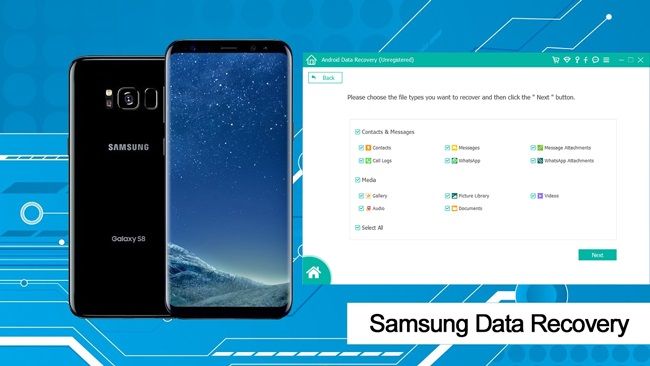 SAMSUNG
Galaxy S8
Android Data Recovery (Unregistered)
Back
Please choose the file types you want to recover and then click the " Next " button.
Contacts & Messages
Contacts Messages Message Attachments
Call Logs WhatsApp WhatsApp Attachments
Media
Gallery Picture Library Videos
Audio Documents
Select All
Next
Samsung Data Recovery